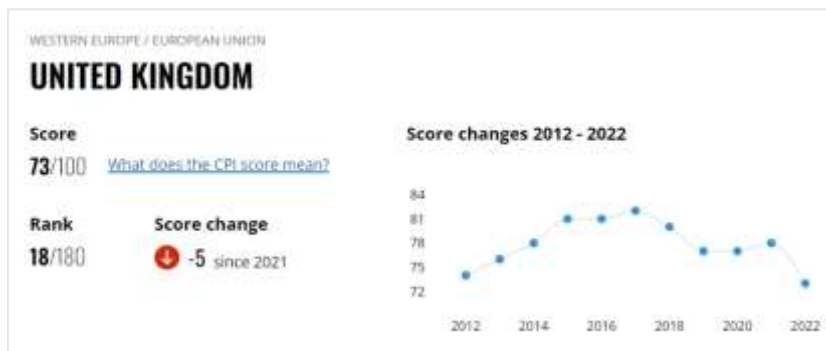 WESTERN EUROPE / EUROPEAN UNION
UNITED KINGDOM
Score
73/100 What does the CPI score mean?
Rank
18/180
Score change
-5 since 2021
Score changes 2012 - 2022
84
81
78
75
72
2012 2014 2016 2018 2020 2022